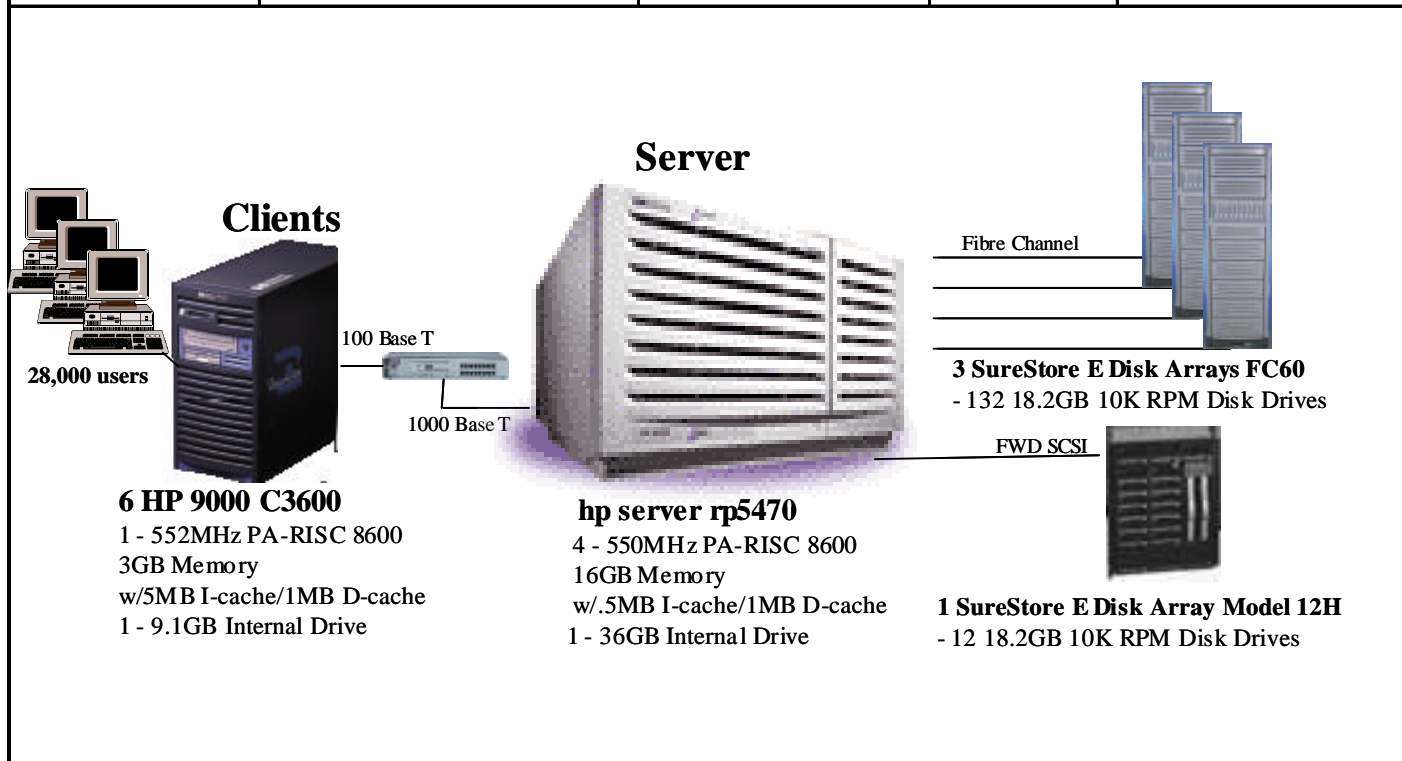 Server
Clients
Fibre Channel
100 Base T
28,000 users
1000 Base T
3 SureStore E Disk Arrays FC60
- 132 18.2GB 10K RPM Disk Drives
FWD SCSI
6 HP 9000 C3600
1 - 552MHz PA-RISC 8600
3GB Memory
w/5MB I-cache/1MB D-cache
1 - 9.1GB Internal Drive
hp server rp5470
4 - 550MHz PA-RISC 8600
16GB Memory
w/.5MB I-cache/1MB D-cache
1 - 36GB Internal Drive
1 SureStore E Disk Array Model 12H
- 12 18.2GB 10K RPM Disk Drives